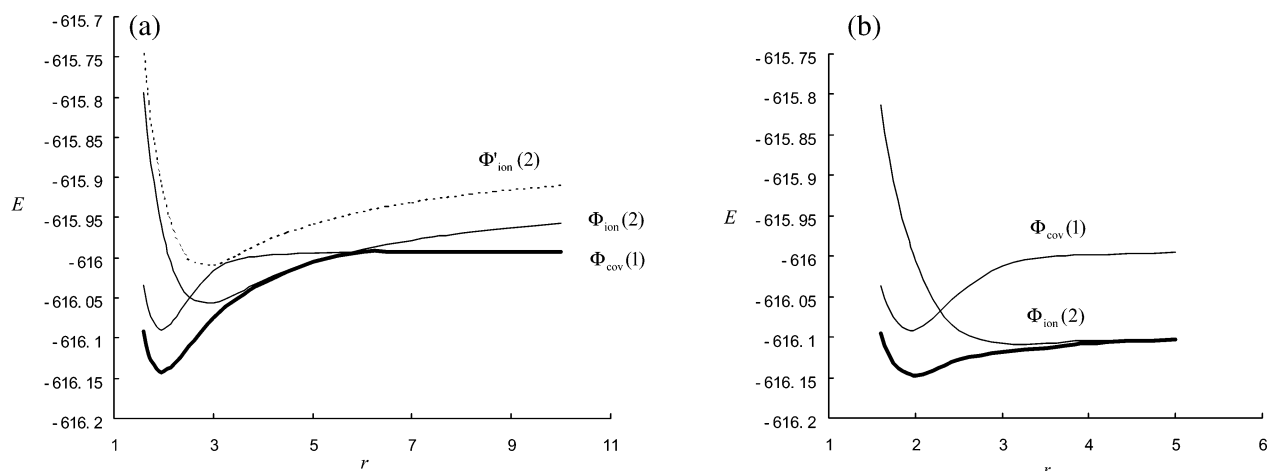 (a)
-615.7
-615.75
-615.8
-615.85
-615.9
-615.95
-616
-616.05
-616.1
-616.15
-616.2
E
Φ'ion(2)
Φion(2)
Φcov(1)
1 3 5 7 9 11
r
(b)
-615.75
-615.8
-615.85
-615.9
-615.95
-616
-616.05
-616.1
-616.15
-616.2
E
Φcov(1)
Φion(2)
1 2 3 4 5 6
r